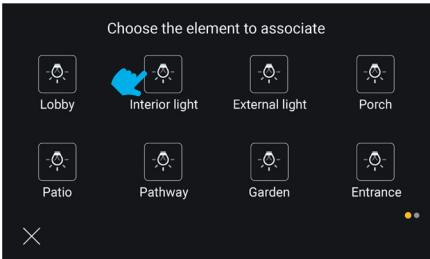 Choose the element to associate
Lobby Interior light External light Porch
Patio Pathway Garden Entrance